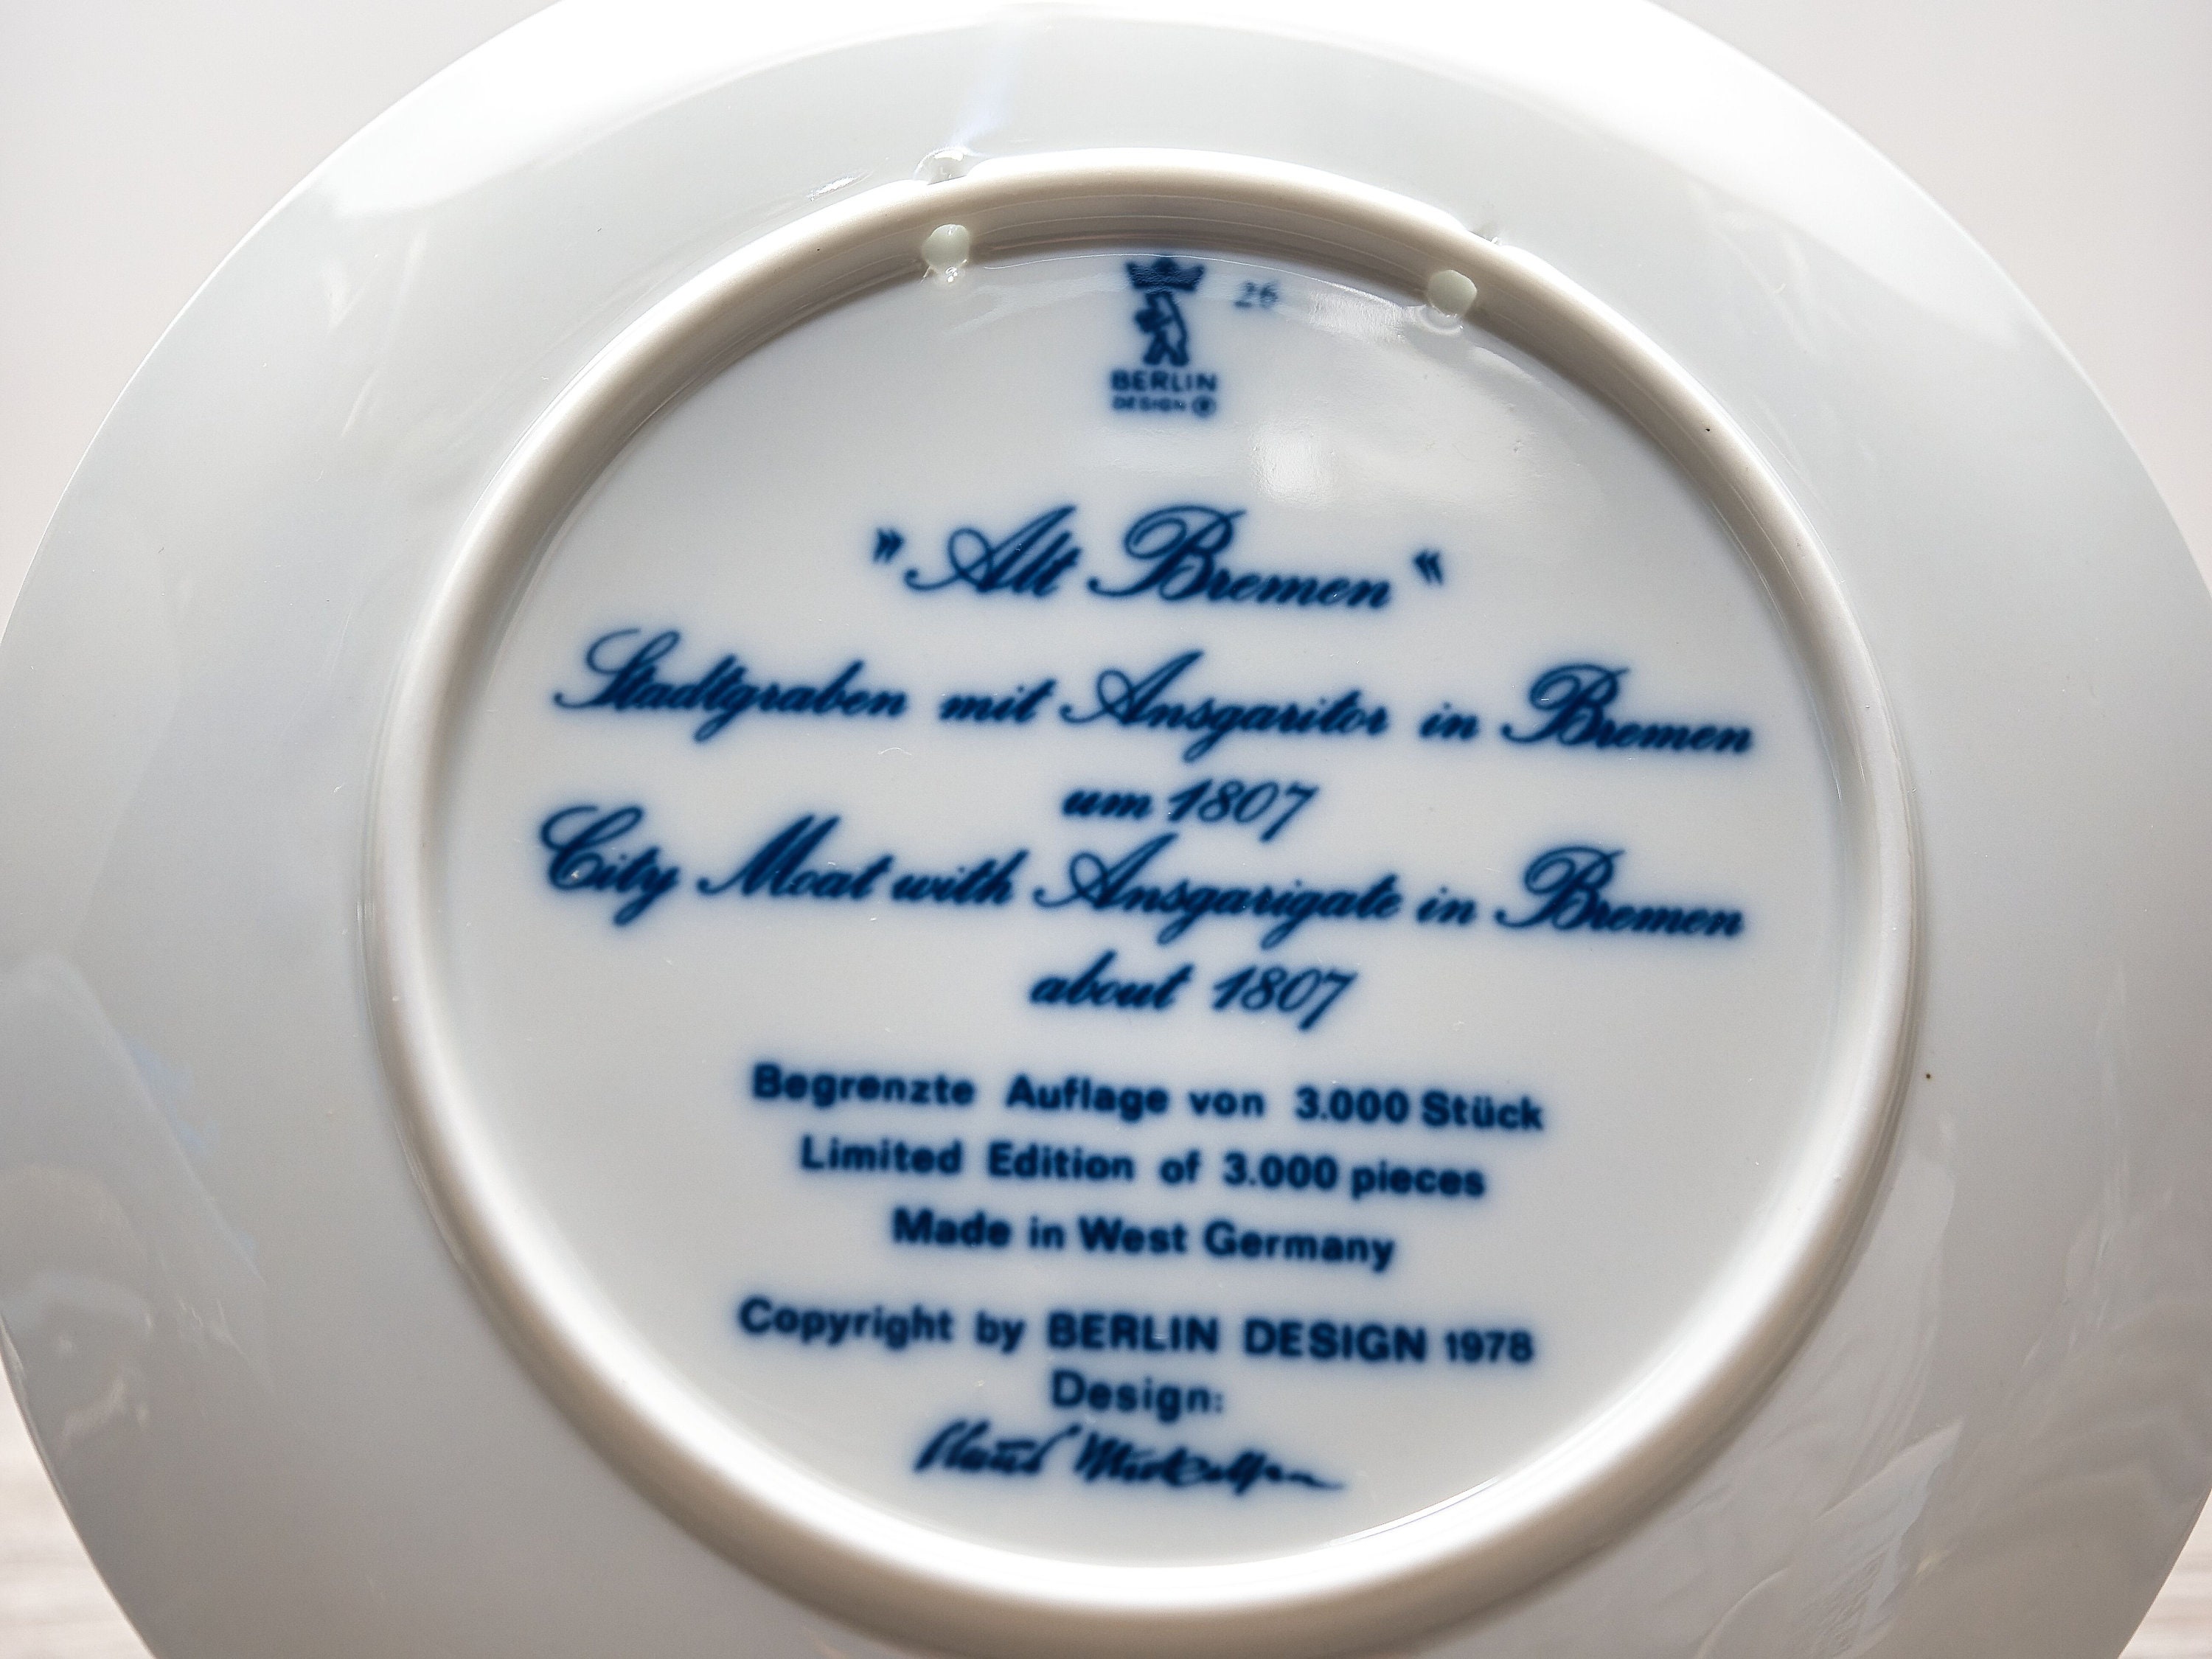 26
BERLIN
DESIGN ®
"Alt Bremen"
Stadtgraben mit Ansgaritor in Bremen
um 1807
City Moat with Ansgarigate in Bremen
about 1807
Begrenzte Auflage von 3.000 Stück
Limited Edition of 3.000 pieces
Made in West Germany
Copyright by BERLIN DESIGN 1978
Design: